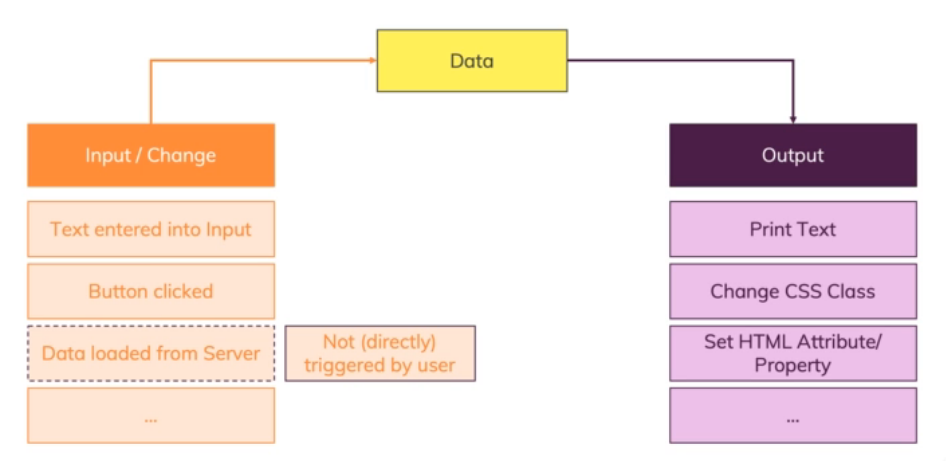 Data
Input / Change
Output
Text entered into Input
Print Text
Button clicked
Change CSS Class
Data loaded from Server
Not (directly)
triggered by user
Set HTML Attribute/
Property
...
...